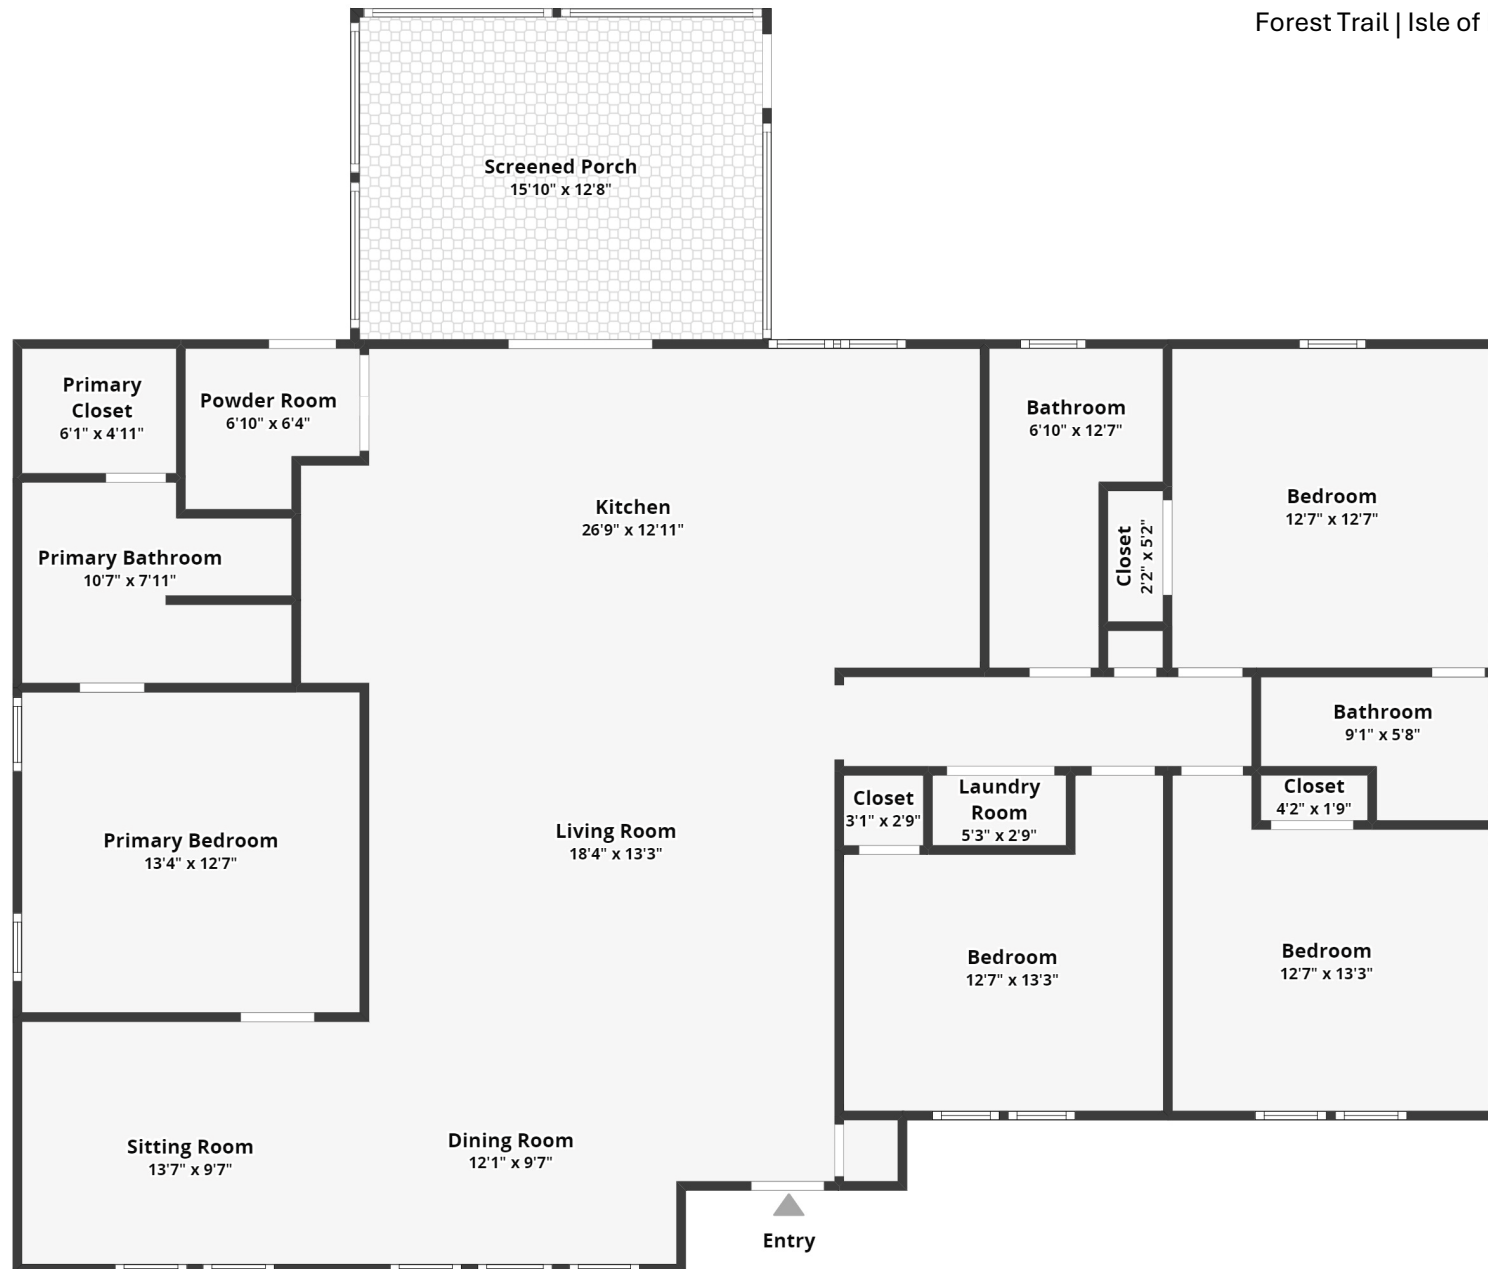 Forest Trail | Isle of
Screened Porch
15'10" x 12'8"
Primary
Closet
6'1" x 4'11"
Powder Room
6'10" x 6'4"
Bathroom
6'10" x 12'7"
Kitchen
26'9" x 12'11"
Closet
2'2" x 5'2"
Bedroom
12'7" x 12'7"
Primary Bathroom
10'7" x 7'11"
Bathroom
9'1" x 5'8"
Closet
3'1" x 2'9"
Laundry
Room
5'3" x 2'9"
Closet
4'2" x 1'9"
Primary Bedroom
13'4" x 12'7"
Living Room
18'4" x 13'3"
Bedroom
12'7" x 13'3"
Bedroom
12'7" x 13'3"
Sitting Room
13'7" x 9'7"
Dining Room
12'1" x 9'7"
Entry